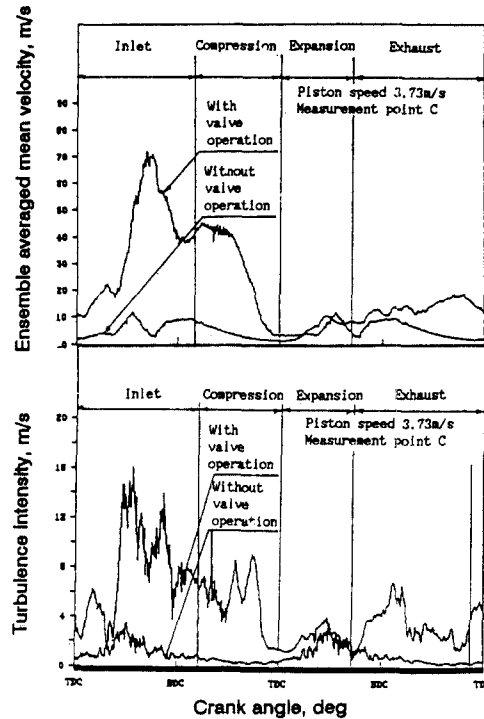 Inlet Compression Expansion Exhaust
Piston speed 3.73m/s
Measurement point C
With
valve
operation
Witnout
valve
operation
Ensemble averaged mean velocity, m/s
90
80
70
60
50
40
30
20
10
0
Inlet Compression Expansion Exhaust
Piston speed 3.73m/s
Measurement point C
With
valve
operation
Without
valve
operation
Turbulence intensity, m/s
20
16
12
8
4
0
TDC BDC TDC BDC TDC
Crank angle, deg